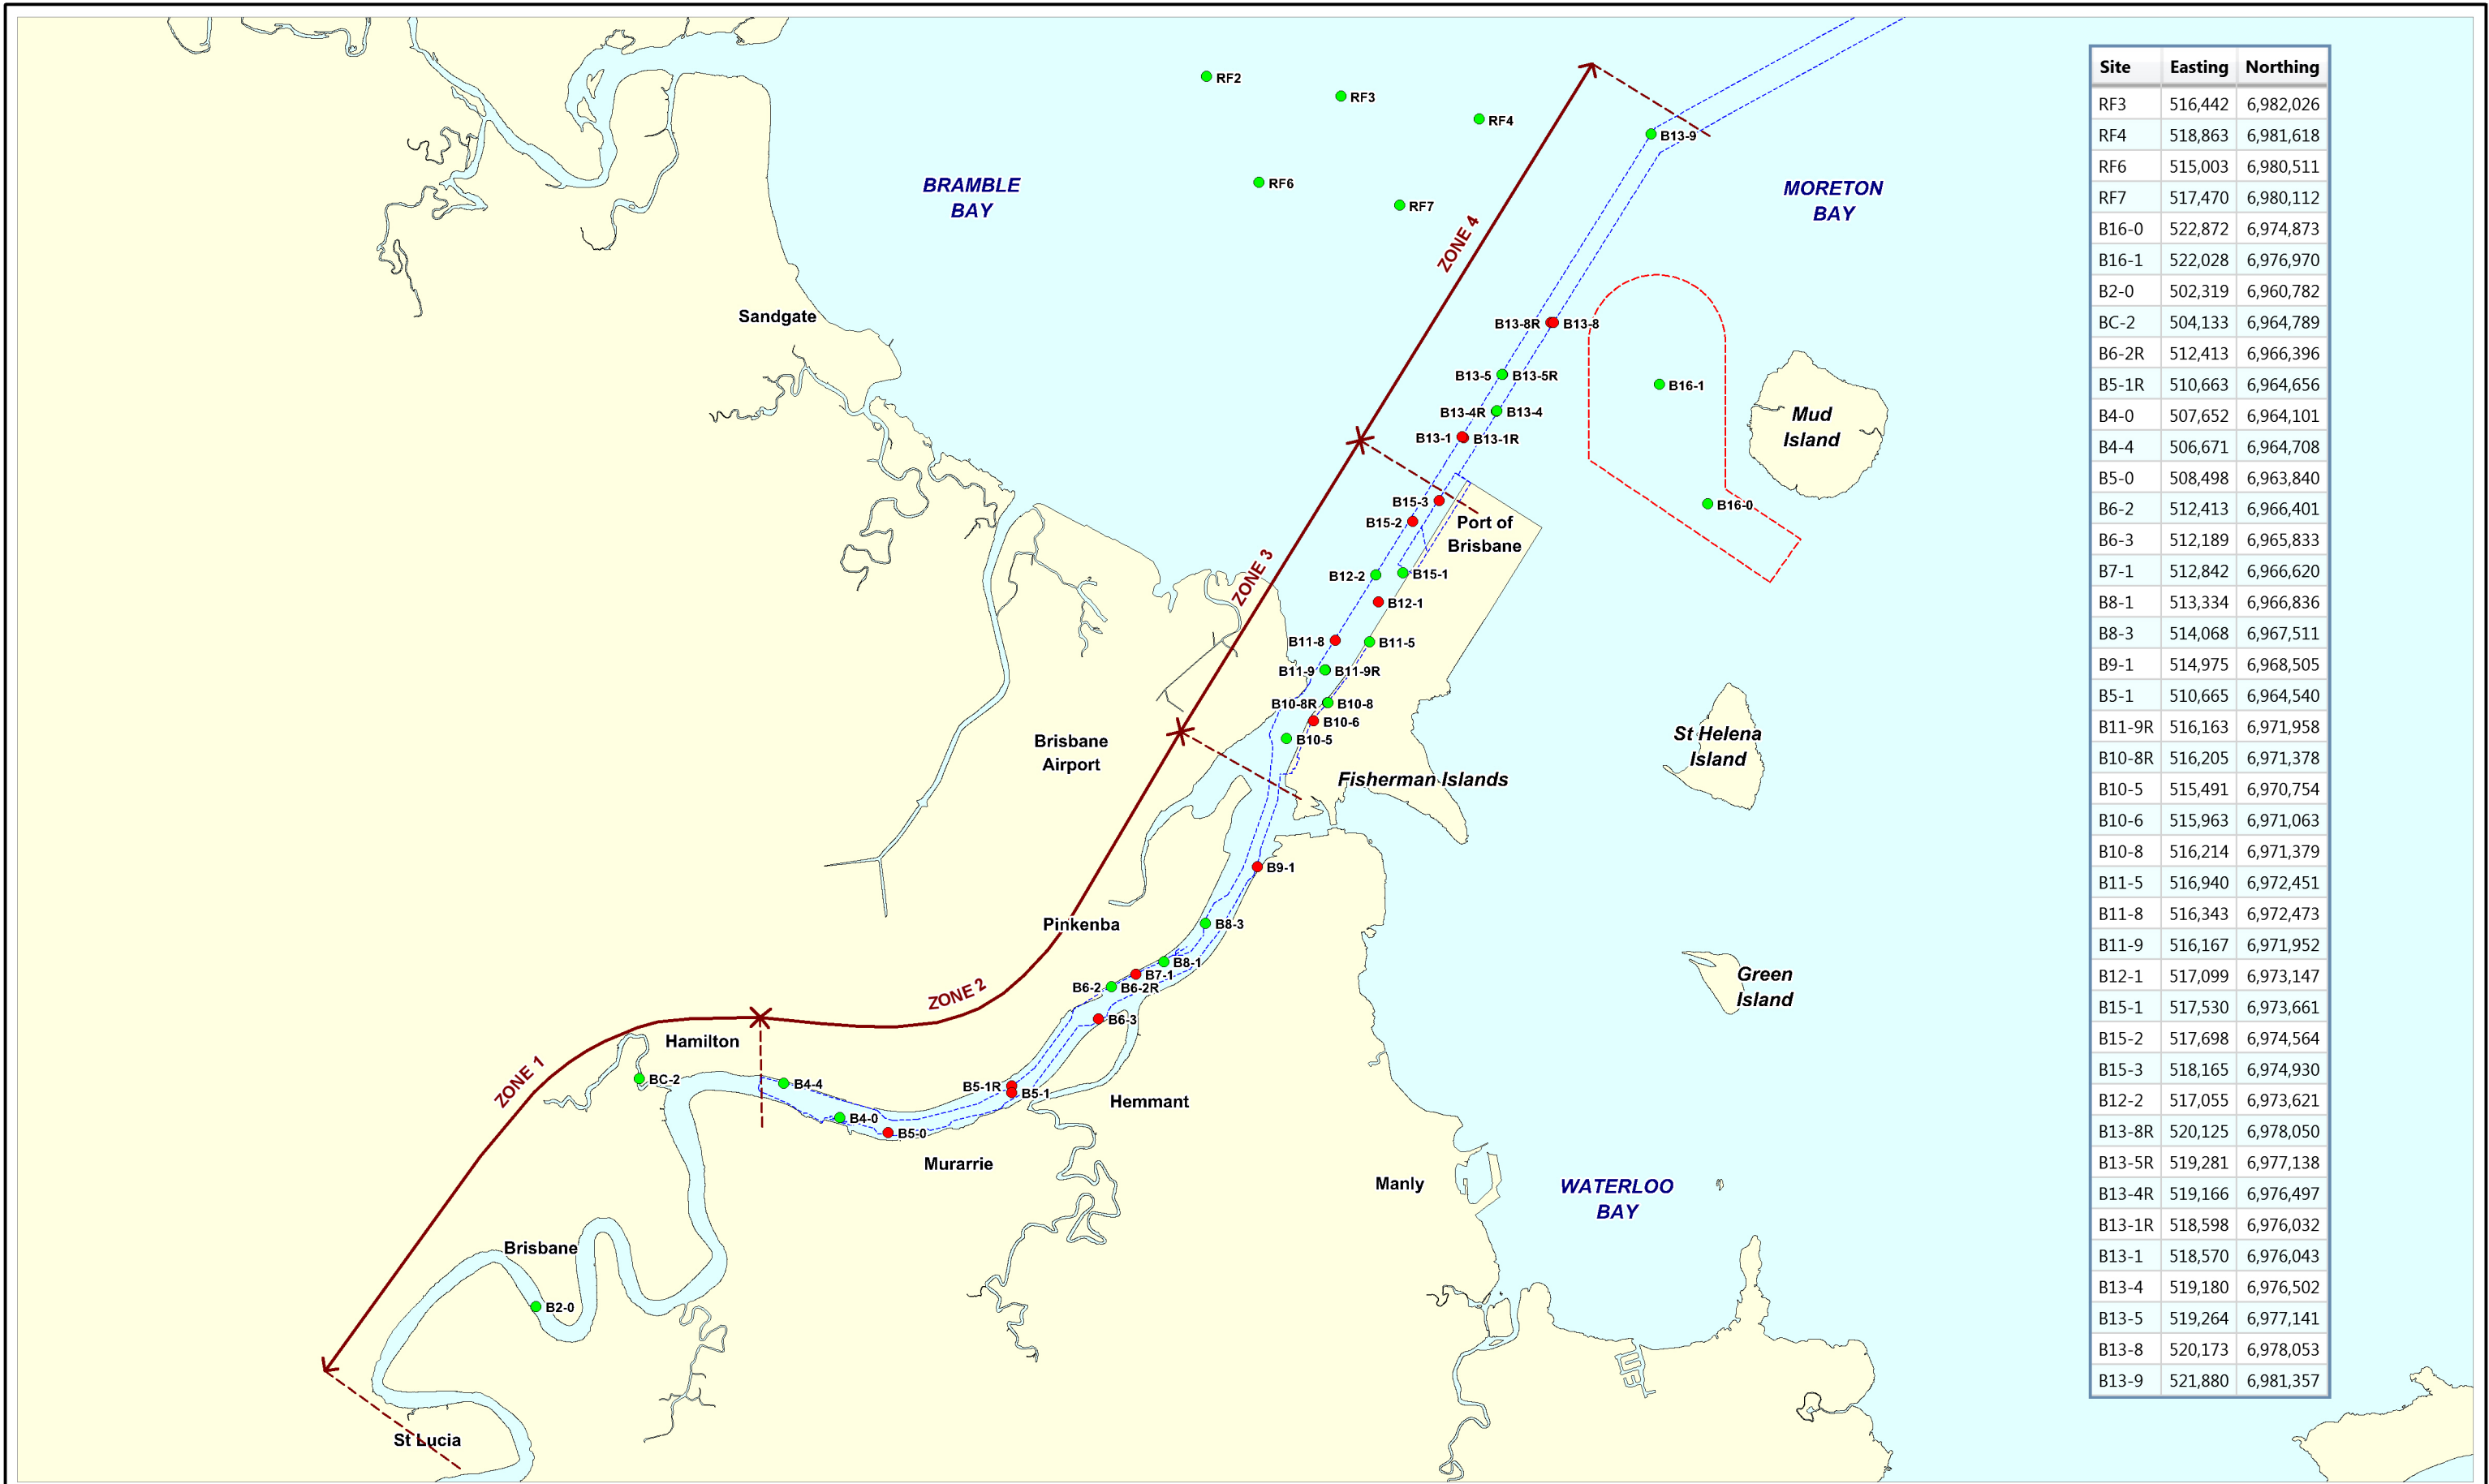 RF2
RF3
RF4
B13-9
RF6
RF7
BRAMBLE
BAY
MORETON
BAY
ZONE 4
Sandgate
B13-8R
B13-8
B13-5
B13-5R
B16-1
B13-4R
B13-4
Mud
Island
B13-1
B13-1R
B15-3
B16-0
B15-2
Port of
Brisbane
ZONE 3
B12-2
B15-1
B12-1
B11-8
B11-5
B11-9
B11-9R
B10-8R
B10-8
B10-6
B10-5
Brisbane
Airport
St Helena
Island
Fisherman Islands
B9-1
Pinkenba
B8-3
B8-1
B7-1
B6-2
B6-2R
Green
Island
ZONE 2
B6-3
Hamilton
ZONE 1
BC-2
B4-4
B5-1R
B5-1
Hemmant
B4-0
B5-0
Murarrie
Manly
WATERLOO
BAY
Brisbane
B2-0
St Lucia
Site Easting Northing
RF3 516,442 6,982,026
RF4 518,863 6,981,618
RF6 515,003 6,980,511
RF7 517,470 6,980,112
B16-0 522,872 6,974,873
B16-1 522,028 6,976,970
B2-0 502,319 6,960,782
BC-2 504,133 6,964,789
B6-2R 512,413 6,966,396
B5-1R 510,663 6,964,656
B4-0 507,652 6,964,101
B4-4 506,671 6,964,708
B5-0 508,498 6,963,840
B6-2 512,413 6,966,401
B6-3 512,189 6,965,833
B7-1 512,842 6,966,620
B8-1 513,334 6,966,836
B8-3 514,068 6,967,511
B9-1 514,975 6,968,505
B5-1 510,665 6,964,540
B11-9R 516,163 6,971,958
B10-8R 516,205 6,971,378
B10-5 515,491 6,970,754
B10-6 515,963 6,971,063
B10-8 516,214 6,971,379
B11-5 516,940 6,972,451
B11-8 516,343 6,972,473
B11-9 516,167 6,971,952
B12-1 517,099 6,973,147
B15-1 517,530 6,973,661
B15-2 517,698 6,974,564
B15-3 518,165 6,974,930
B12-2 517,055 6,973,621
B13-8R 520,125 6,978,050
B13-5R 519,281 6,977,138
B13-4R 519,166 6,976,497
B13-1R 518,598 6,976,032
B13-1 518,570 6,976,043
B13-4 519,180 6,976,502
B13-5 519,264 6,977,141
B13-8 520,173 6,978,053
B13-9 521,880 6,981,357